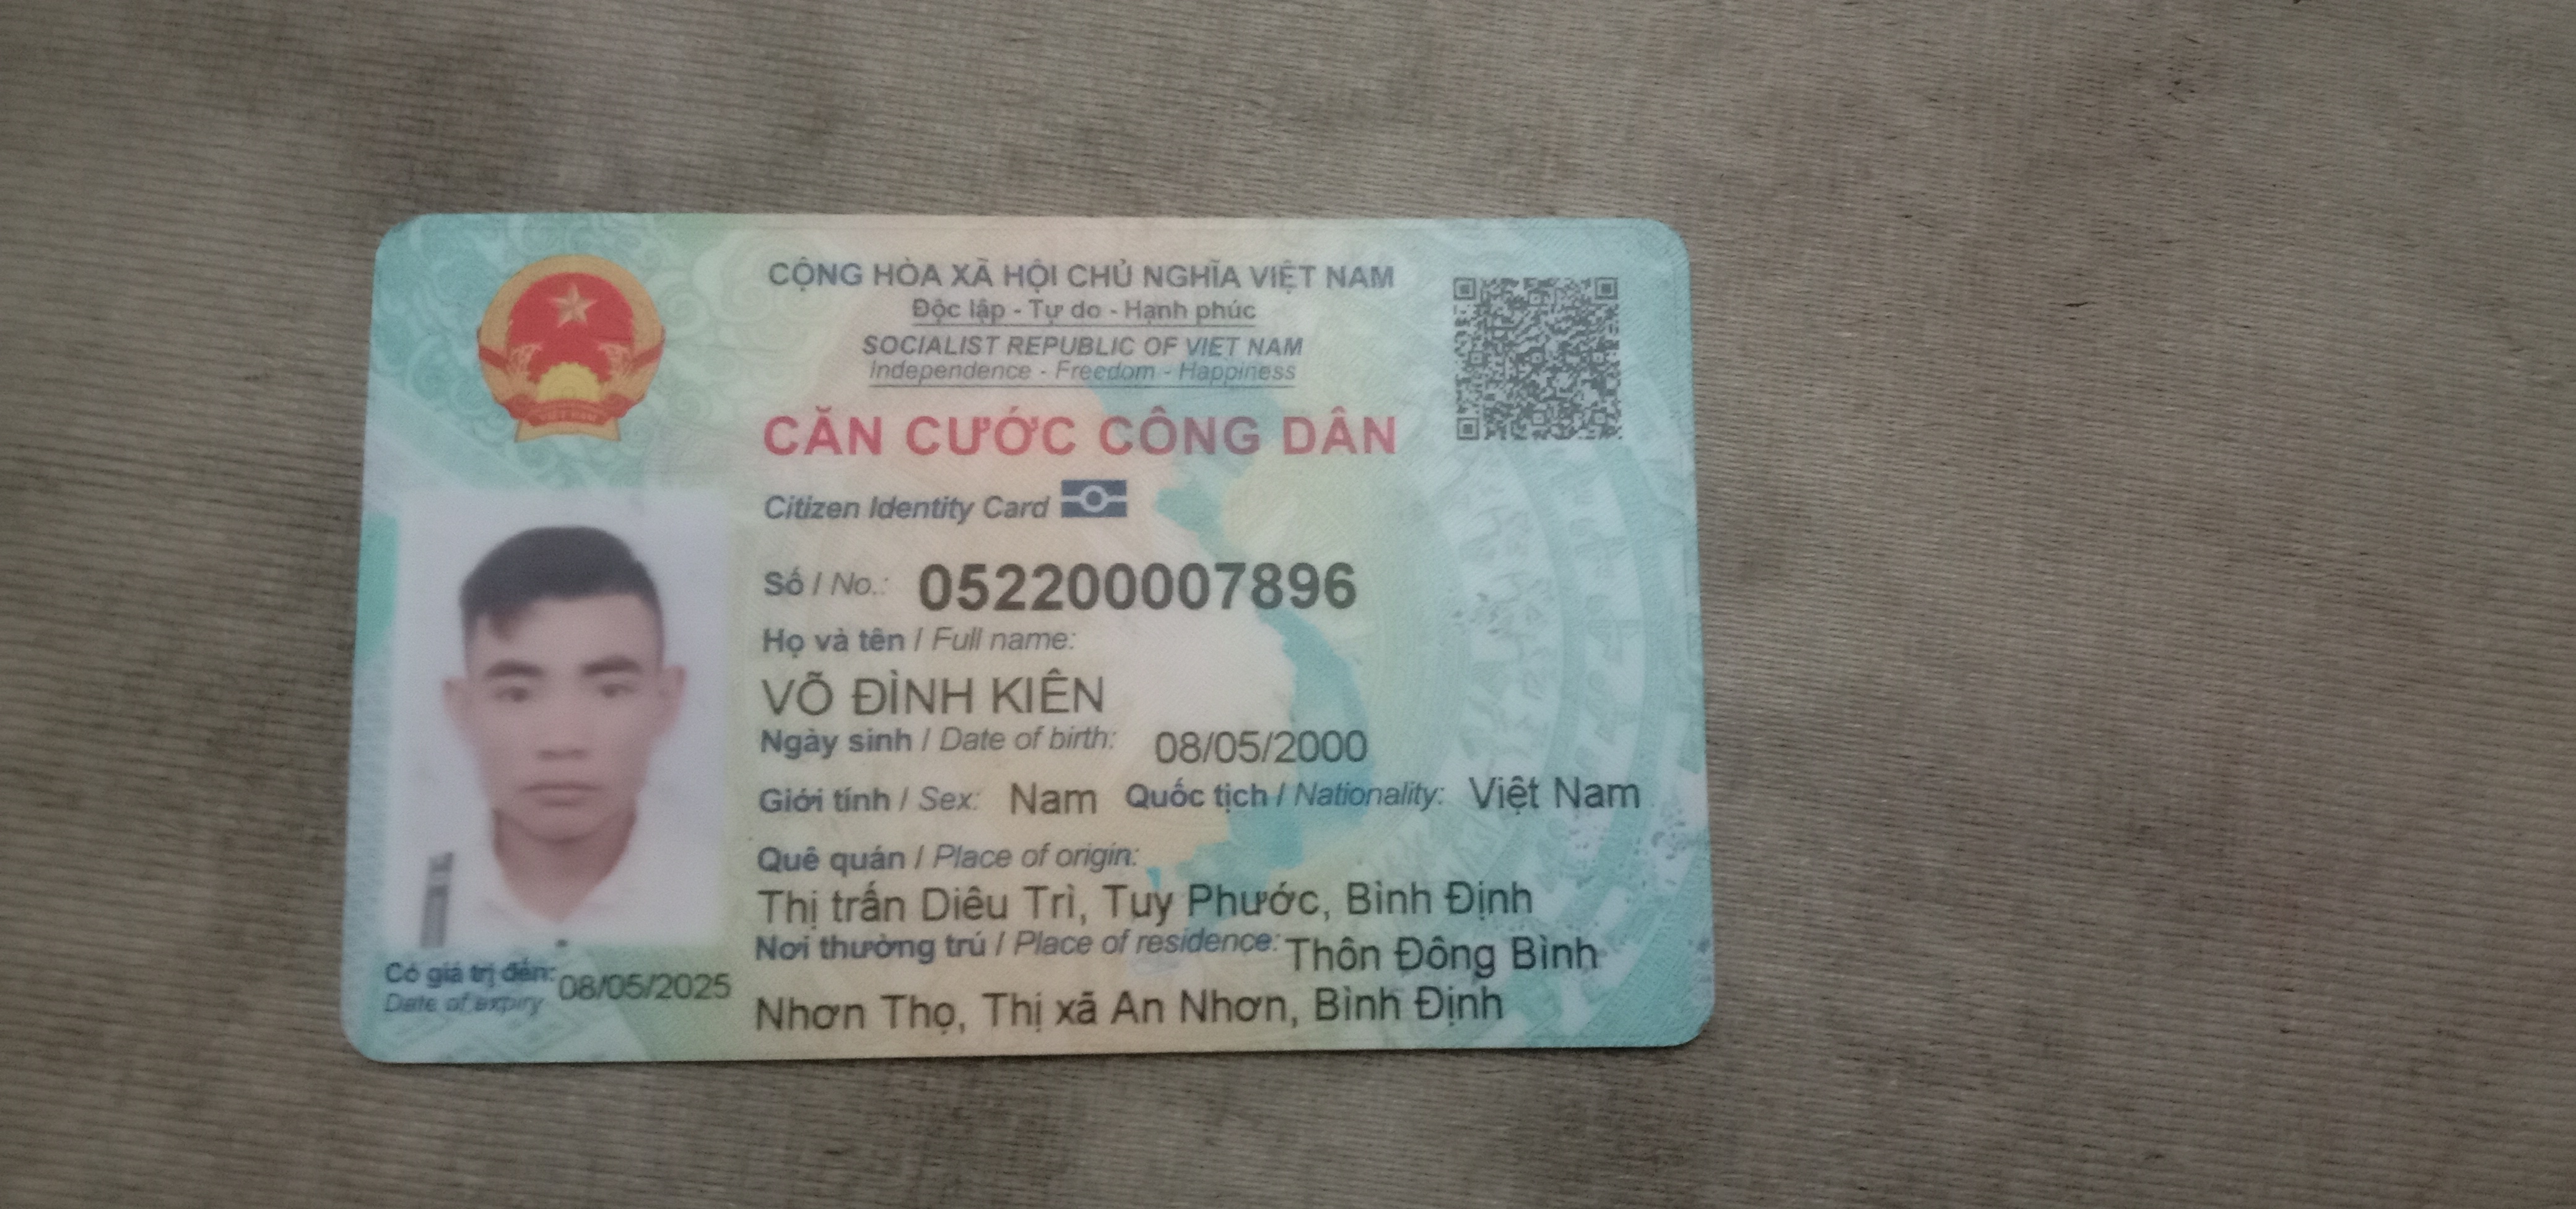 CỘNG HÒA XÃ HỘI CHỦ NGHĨA VIỆT NAM
Độc lập - Tự do - Hạnh phúc
SOCIALIST REPUBLIC OF VIET NAM
Independence - Freedom - Happiness
CĂN CƯỚC CÔNG DÂN
Citizen Identity Card
Số / No.: 052200007896
Họ và tên / Full name:
VÕ ĐÌNH KIÊN
Ngày sinh / Date of birth: 08/05/2000
Giới tính / Sex: Nam Quốc tịch / Nationality: Việt Nam
Quê quán / Place of origin:
Thị trấn Diêu Trì, Tuy Phước, Bình Định
Nơi thường trú / Place of residence: Thôn Đông Bình
Nhơn Thọ, Thị xã An Nhơn, Bình Định
Có giá trị đến: 08/05/2025
Date of expiry